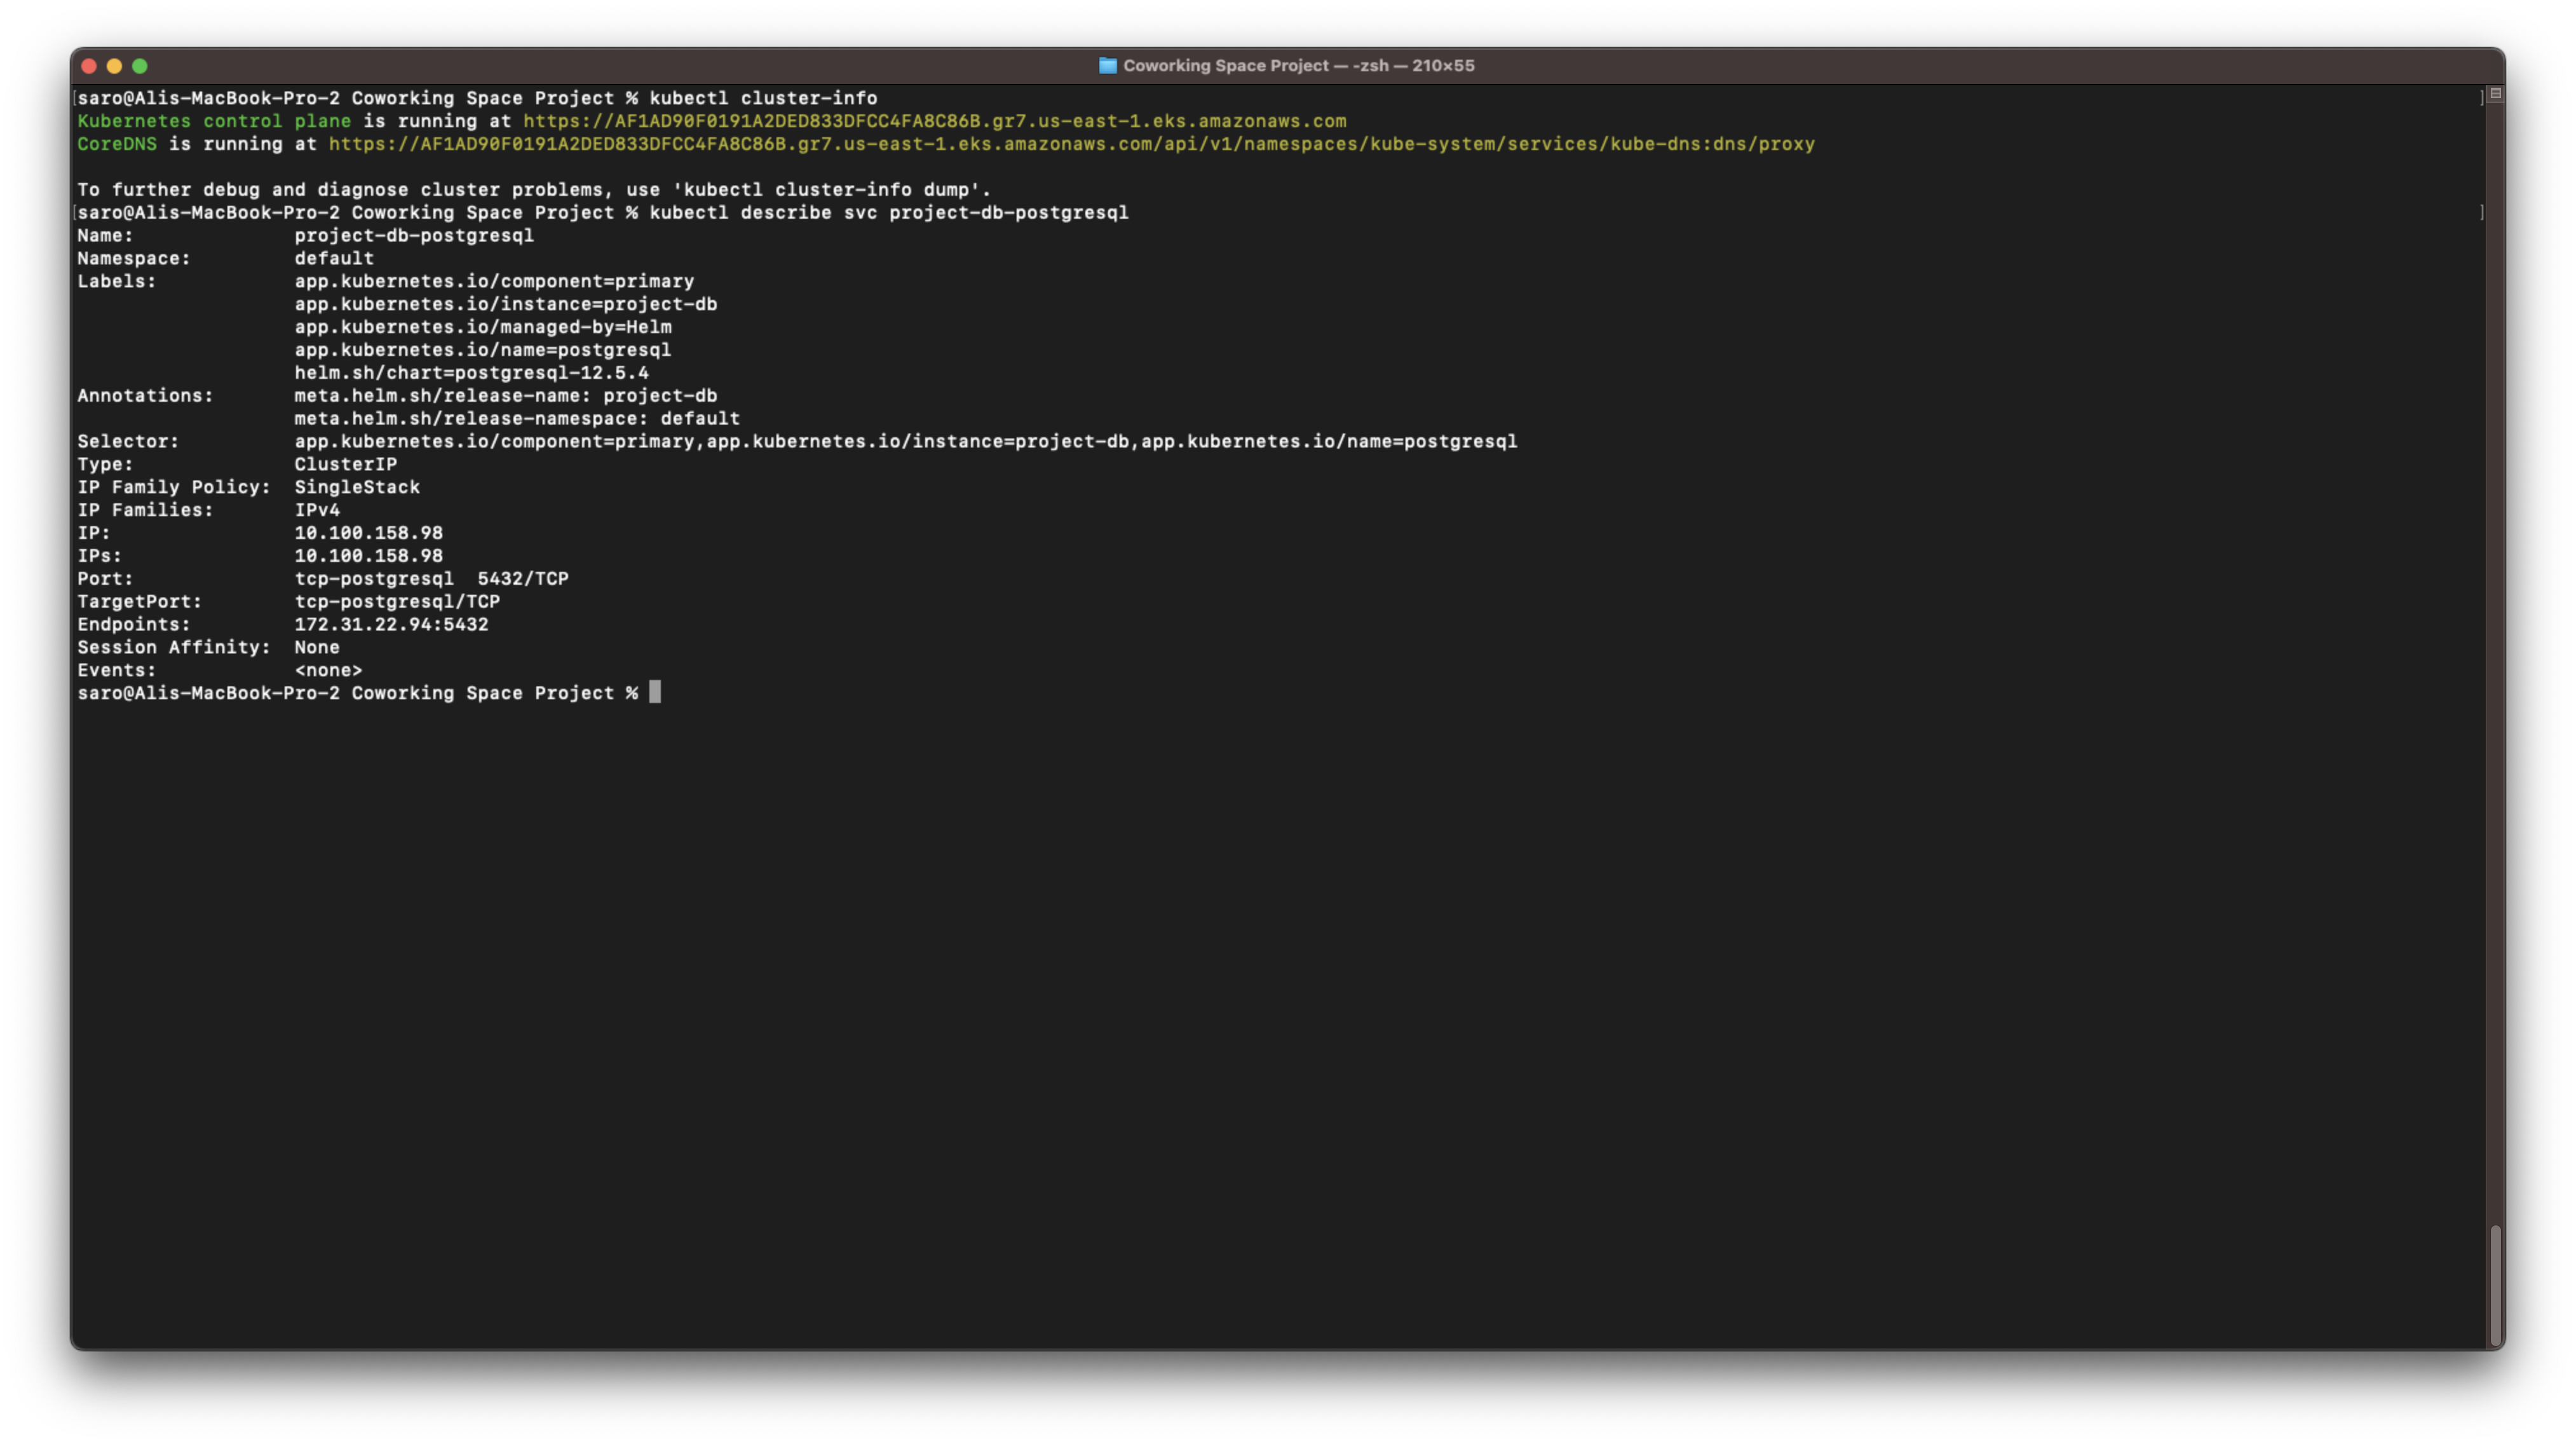 Coworking Space Project — -zsh — 210×55
saro@Alis-MacBook-Pro-2 Coworking Space Project % kubectl cluster-info
Kubernetes control plane is running at https://AF1AD90F0191A2DED833DFCC4FA8C86B.gr7.us-east-1.eks.amazonaws.com
CoreDNS is running at https://AF1AD90F0191A2DED833DFCC4FA8C86B.gr7.us-east-1.eks.amazonaws.com/api/v1/namespaces/kube-system/services/kube-dns:dns/proxy
To further debug and diagnose cluster problems, use 'kubectl cluster-info dump'.
saro@Alis-MacBook-Pro-2 Coworking Space Project % kubectl describe svc project-db-postgresql
Name:              project-db-postgresql
Namespace:         default
Labels:            app.kubernetes.io/component=primary
                   app.kubernetes.io/instance=project-db
                   app.kubernetes.io/managed-by=Helm
                   app.kubernetes.io/name=postgresql
                   helm.sh/chart=postgresql-12.5.4
Annotations:       meta.helm.sh/release-name: project-db
                   meta.helm.sh/release-namespace: default
Selector:          app.kubernetes.io/component=primary,app.kubernetes.io/instance=project-db,app.kubernetes.io/name=postgresql
Type:              ClusterIP
IP Family Policy:  SingleStack
IP Families:       IPv4
IP:                10.100.158.98
IPs:               10.100.158.98
Port:              tcp-postgresql  5432/TCP
TargetPort:        tcp-postgresql/TCP
Endpoints:         172.31.22.94:5432
Session Affinity:  None
Events:            <none>
saro@Alis-MacBook-Pro-2 Coworking Space Project %